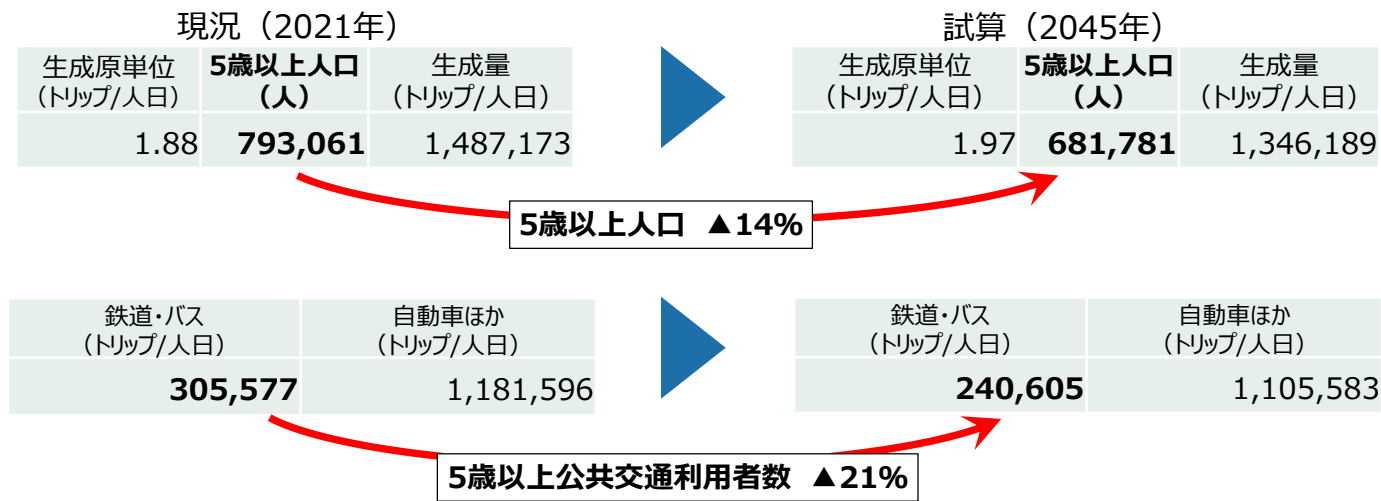 現況（2021年）
試算（2045年）
生成原単位
（トリップ/人日）
5歳以上人口
（人）
生成量
（トリップ/人日）
1.88
793,061
1,487,173
生成原単位
（トリップ/人日）
5歳以上人口
（人）
生成量
（トリップ/人日）
1.97
681,781
1,346,189
5歳以上人口 ▲14%
鉄道・バス
（トリップ/人日）
自動車ほか
（トリップ/人日）
305,577
1,181,596
鉄道・バス
（トリップ/人日）
自動車ほか
（トリップ/人日）
240,605
1,105,583
5歳以上公共交通利用者数 ▲21%